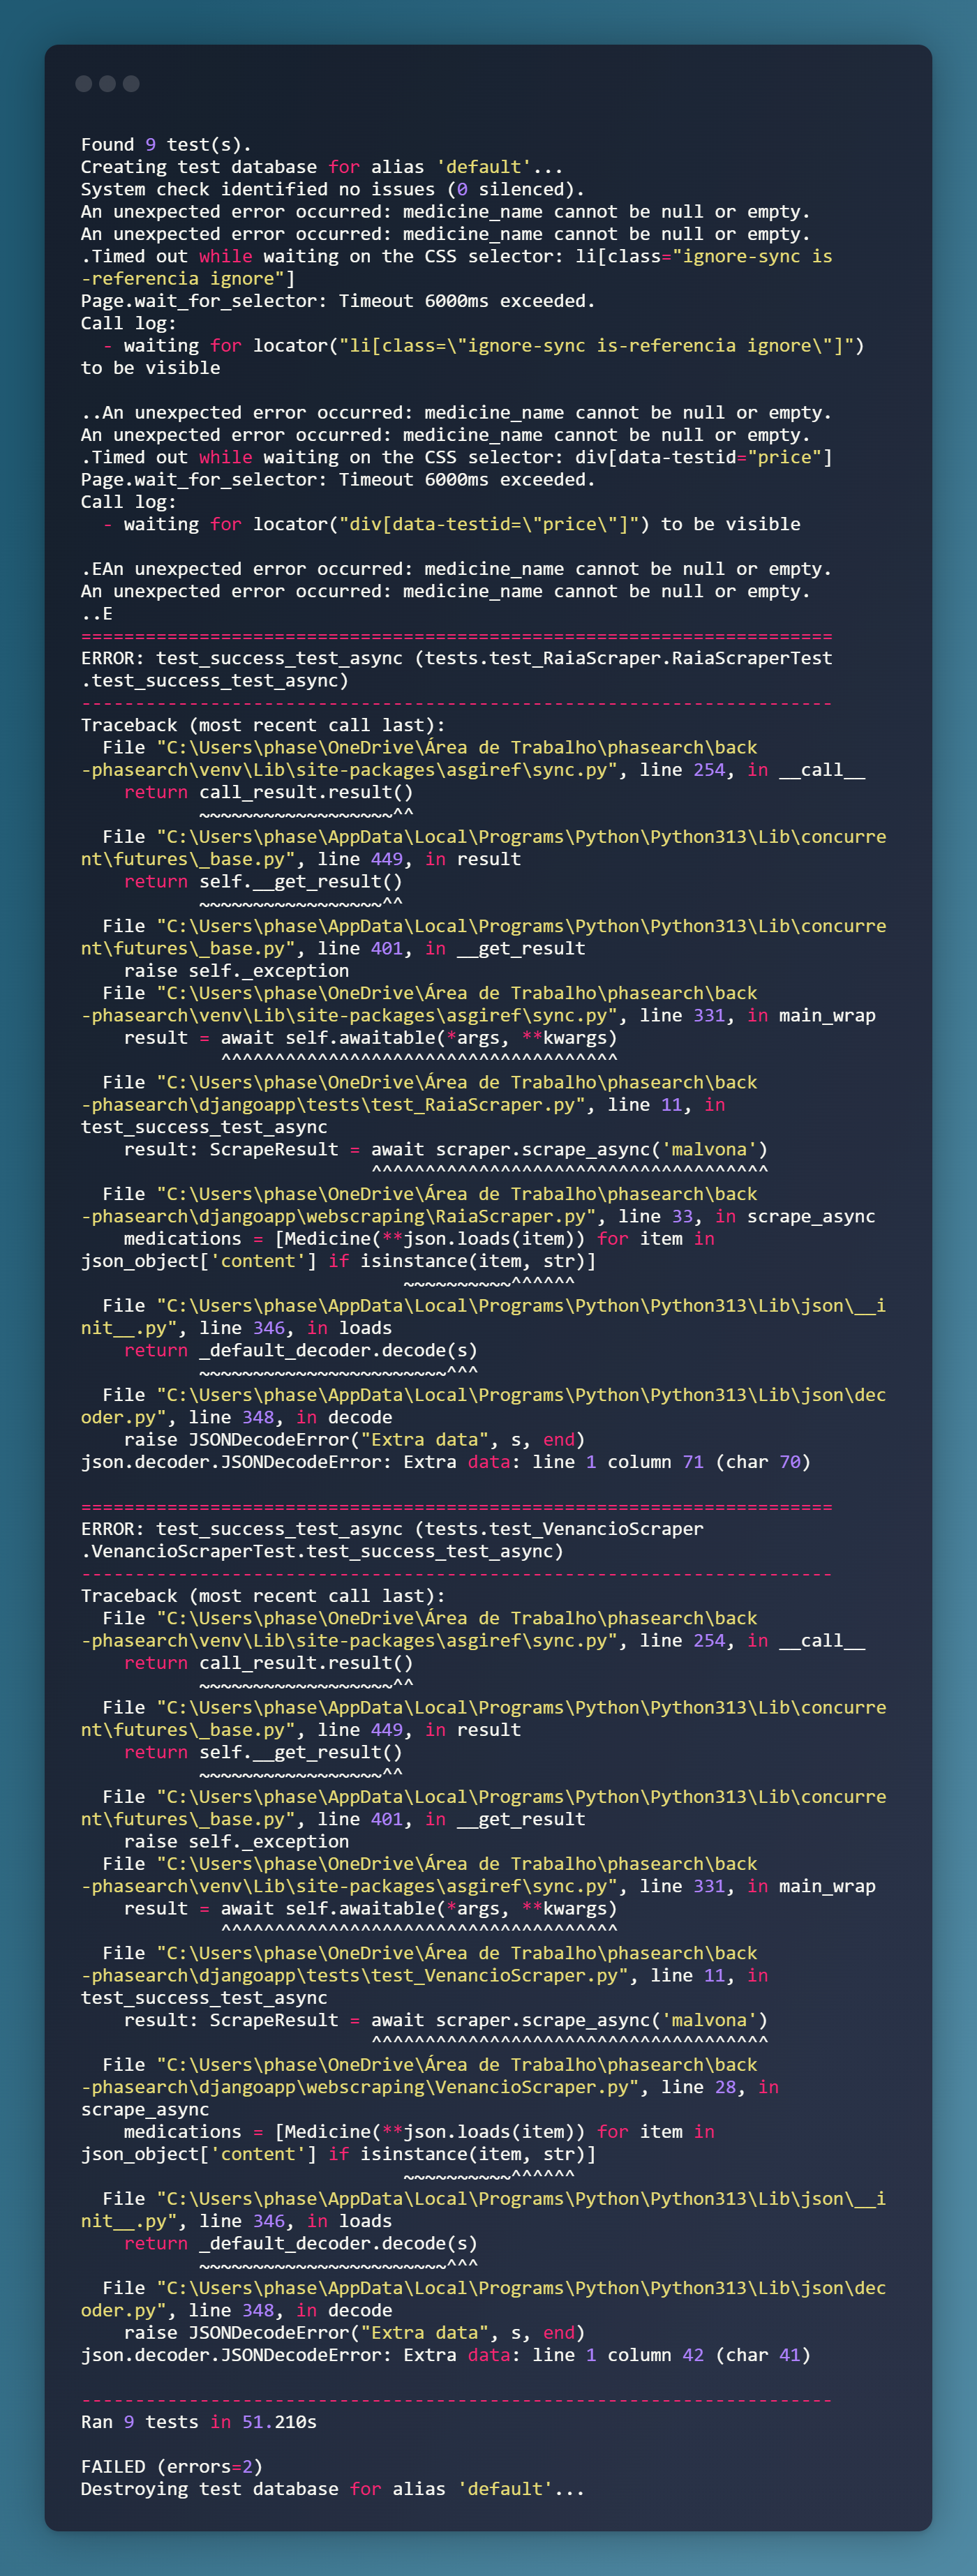 Found 9 test(s).
Creating test database for alias 'default'...
System check identified no issues (0 silenced).
An unexpected error occurred: medicine_name cannot be null or empty.
An unexpected error occurred: medicine_name cannot be null or empty.
.Timed out while waiting on the CSS selector: li[class="ignore-sync is
-referencia ignore"]
Page.wait_for_selector: Timeout 6000ms exceeded.
Call log:
  - waiting for locator("li[class=\"ignore-sync is-referencia ignore\"]")
to be visible

..An unexpected error occurred: medicine_name cannot be null or empty.
An unexpected error occurred: medicine_name cannot be null or empty.
.Timed out while waiting on the CSS selector: div[data-testid="price"]
Page.wait_for_selector: Timeout 6000ms exceeded.
Call log:
  - waiting for locator("div[data-testid=\"price\"]") to be visible

.EAn unexpected error occurred: medicine_name cannot be null or empty.
An unexpected error occurred: medicine_name cannot be null or empty.
..E
======================================================================
ERROR: test_success_test_async (tests.test_RaiaScraper.RaiaScraperTest
.test_success_test_async)
----------------------------------------------------------------------
Traceback (most recent call last):
  File "C:\Users\phase\OneDrive\Área de Trabalho\phasearch\back
-phasearch\venv\Lib\site-packages\asgiref\sync.py", line 254, in __call__
    return call_result.result()
           ~~~~~~~~~~~~~~~~~~^^
  File "C:\Users\phase\AppData\Local\Programs\Python\Python313\Lib\concurre
nt\futures\_base.py", line 449, in result
    return self.__get_result()
           ~~~~~~~~~~~~~~~~~^^
  File "C:\Users\phase\AppData\Local\Programs\Python\Python313\Lib\concurre
nt\futures\_base.py", line 401, in __get_result
    raise self._exception
  File "C:\Users\phase\OneDrive\Área de Trabalho\phasearch\back
-phasearch\venv\Lib\site-packages\asgiref\sync.py", line 331, in main_wrap
    result = await self.awaitable(*args, **kwargs)
             ^^^^^^^^^^^^^^^^^^^^^^^^^^^^^^^^^^^^^
  File "C:\Users\phase\OneDrive\Área de Trabalho\phasearch\back
-phasearch\djangoapp\tests\test_RaiaScraper.py", line 11, in
test_success_test_async
    result: ScrapeResult = await scraper.scrape_async('malvona')
                           ^^^^^^^^^^^^^^^^^^^^^^^^^^^^^^^^^^^^^
  File "C:\Users\phase\OneDrive\Área de Trabalho\phasearch\back
-phasearch\djangoapp\webscraping\RaiaScraper.py", line 33, in scrape_async
    medications = [Medicine(**json.loads(item)) for item in
json_object['content'] if isinstance(item, str)]
                              ~~~~~~~~~~^^^^^^
  File "C:\Users\phase\AppData\Local\Programs\Python\Python313\Lib\json\__i
nit__.py", line 346, in loads
    return _default_decoder.decode(s)
           ~~~~~~~~~~~~~~~~~~~~~~~^^^
  File "C:\Users\phase\AppData\Local\Programs\Python\Python313\Lib\json\dec
oder.py", line 348, in decode
    raise JSONDecodeError("Extra data", s, end)
json.decoder.JSONDecodeError: Extra data: line 1 column 71 (char 70)

======================================================================
ERROR: test_success_test_async (tests.test_VenancioScraper
.VenancioScraperTest.test_success_test_async)
----------------------------------------------------------------------
Traceback (most recent call last):
  File "C:\Users\phase\OneDrive\Área de Trabalho\phasearch\back
-phasearch\venv\Lib\site-packages\asgiref\sync.py", line 254, in __call__
    return call_result.result()
           ~~~~~~~~~~~~~~~~~~^^
  File "C:\Users\phase\AppData\Local\Programs\Python\Python313\Lib\concurre
nt\futures\_base.py", line 449, in result
    return self.__get_result()
           ~~~~~~~~~~~~~~~~~^^
  File "C:\Users\phase\AppData\Local\Programs\Python\Python313\Lib\concurre
nt\futures\_base.py", line 401, in __get_result
    raise self._exception
  File "C:\Users\phase\OneDrive\Área de Trabalho\phasearch\back
-phasearch\venv\Lib\site-packages\asgiref\sync.py", line 331, in main_wrap
    result = await self.awaitable(*args, **kwargs)
             ^^^^^^^^^^^^^^^^^^^^^^^^^^^^^^^^^^^^^
  File "C:\Users\phase\OneDrive\Área de Trabalho\phasearch\back
-phasearch\djangoapp\tests\test_VenancioScraper.py", line 11, in
test_success_test_async
    result: ScrapeResult = await scraper.scrape_async('malvona')
                           ^^^^^^^^^^^^^^^^^^^^^^^^^^^^^^^^^^^^^
  File "C:\Users\phase\OneDrive\Área de Trabalho\phasearch\back
-phasearch\djangoapp\webscraping\VenancioScraper.py", line 28, in
scrape_async
    medications = [Medicine(**json.loads(item)) for item in
json_object['content'] if isinstance(item, str)]
                              ~~~~~~~~~~^^^^^^
  File "C:\Users\phase\AppData\Local\Programs\Python\Python313\Lib\json\__i
nit__.py", line 346, in loads
    return _default_decoder.decode(s)
           ~~~~~~~~~~~~~~~~~~~~~~~^^^
  File "C:\Users\phase\AppData\Local\Programs\Python\Python313\Lib\json\dec
oder.py", line 348, in decode
    raise JSONDecodeError("Extra data", s, end)
json.decoder.JSONDecodeError: Extra data: line 1 column 42 (char 41)

----------------------------------------------------------------------
Ran 9 tests in 51.210s

FAILED (errors=2)
Destroying test database for alias 'default'...